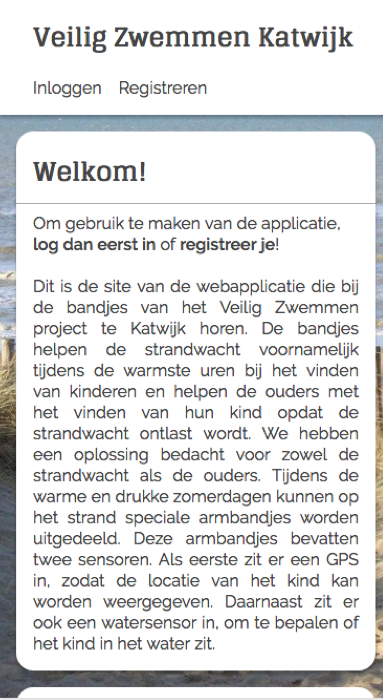 Veilig Zwemmen Katwijk
Inloggen Registreren
Welkom!
Om gebruik te maken van de applicatie,
log dan eerst in of registreer je!
Dit is de site van de webapplicatie die bij
de bandjes van het Veilig Zwemmen
project te Katwijk horen. De bandjes
helpen de strandwacht voornamelijk
tijdens de warmste uren bij het vinden
van kinderen en helpen de ouders met
het vinden van hun kind opdat de
strandwacht ontlast wordt. We hebben
een oplossing bedacht voor zowel de
strandwacht als de ouders. Tijdens de
warme en drukke zomerdagen kunnen op
het strand speciale armbandjes worden
uitgedeeld. Deze armbandjes bevatten
twee sensoren. Als eerste zit er een GPS
in, zodat de locatie van het kind kan
worden weergegeven. Daarnaast zit er
ook een watersensor in, om te bepalen of
het kind in het water zit.